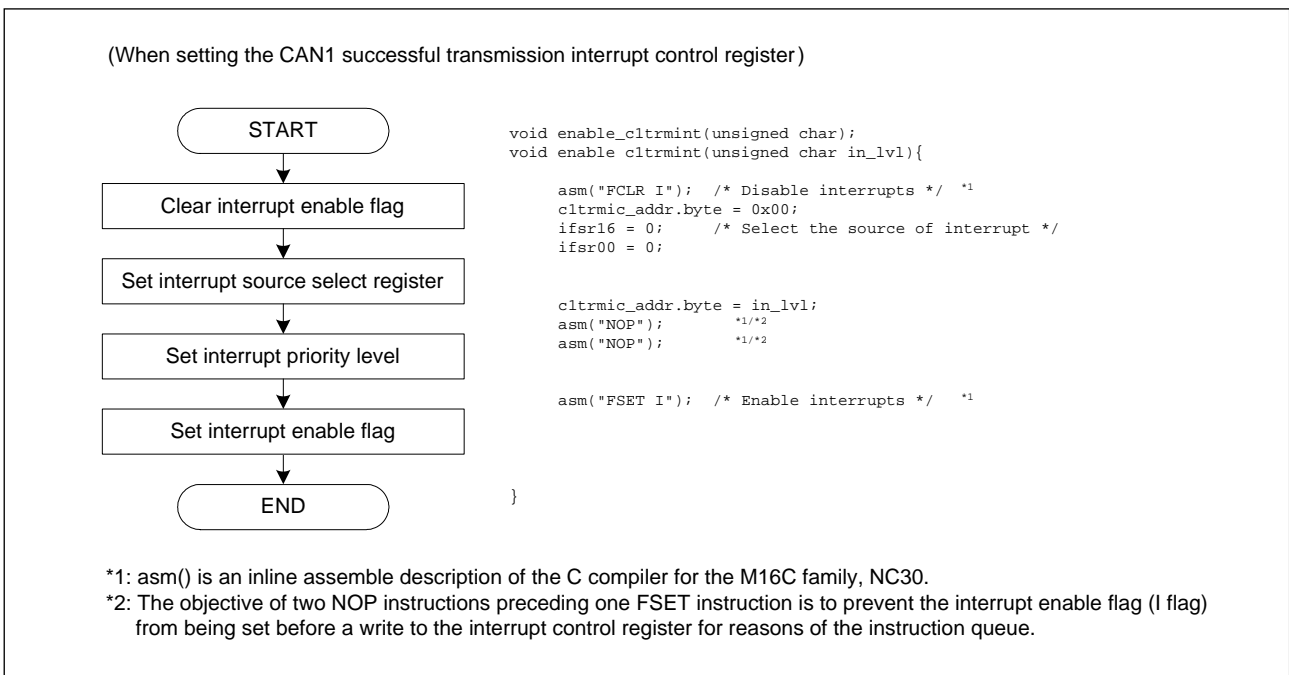 (When setting the CAN1 successful transmission interrupt control register)
START
Clear interrupt enable flag
Set interrupt source select register
Set interrupt priority level
Set interrupt enable flag
END
void enable_c1trmint(unsigned char);
void enable c1trmint(unsigned char in_lvl){
asm("FCLR I"); /* Disable interrupts */ *1
c1trmic_addr.byte = 0x00;
ifsr16 = 0; /* Select the source of interrupt */
ifsr00 = 0;
c1trmic_addr.byte = in_lvl;
asm("NOP"); *1/*2
asm("NOP"); *1/*2
asm("FSET I"); /* Enable interrupts */ *1
}
*1: asm() is an inline assemble description of the C compiler for the M16C family, NC30.
*2: The objective of two NOP instructions preceding one FSET instruction is to prevent the interrupt enable flag (I flag)
from being set before a write to the interrupt control register for reasons of the instruction queue.